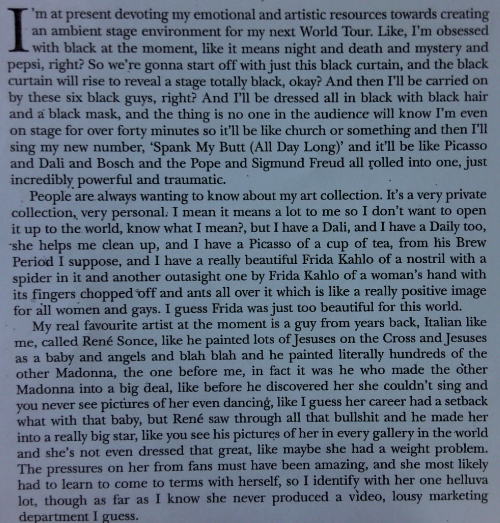 I'm at present devoting my emotional and artistic resources towards creating
an ambient stage environment for my next World Tour. Like, I'm obsessed
with black at the moment, like it means night and death and mystery and
pepsi, right? So we're gonna start off with just this black curtain, and the black
curtain will rise to reveal a stage totally black, okay? And then I'll be carried on
by these six black guys, right? And I'll be dressed all in black with black hair
and a black mask, and the thing is no one in the audience will know I'm even
on stage for over forty minutes so it'll be like church or something and then I'll
sing my new number, 'Spank My Butt (All Day Long)' and it'll be like Picasso
and Dali and Bosch and the Pope and Sigmund Freud all rolled into one, just
incredibly powerful and traumatic.
People are always wanting to know about my art collection. It's a very private
collection, very personal. I mean it means a lot to me so I don't want to open
it up to the world, know what I mean?, but I have a Dali, and I have a Daily too,
she helps me clean up, and I have a Picasso of a cup of tea, from his Brew
Period I suppose, and I have a really beautiful Frida Kahlo of a nostril with a
spider in it and another outasight one by Frida Kahlo of a woman's hand with
its fingers chopped off and ants all over it which is like a really positive image
for all women and gays. I guess Frida was just too beautiful for this world.
My real favourite artist at the moment is a guy from years back, Italian like
me, called René Sonce, like he painted lots of Jesuses on the Cross and Jesuses
as a baby and angels and blah blah and he painted literally hundreds of the
other Madonna, the one before me, in fact it was he who made the other
Madonna into a big deal, like before he discovered her she couldn't sing and
you never see pictures of her even dancing, like I guess her career had a setback
what with that baby, but René saw through all that bullshit and he made her
into a really big star, like you see his pictures of her in every gallery in the world
and she's not even dressed that great, like maybe she had a weight problem.
The pressures on her from fans must have been amazing, and she most likely
had to learn to come to terms with herself, so I identify with her one helluva
lot, though as far as I know she never produced a video, lousy marketing
department I guess.